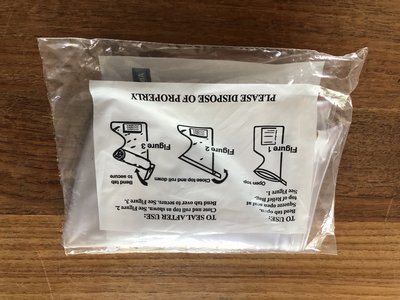 TO USE:
Bend tab open.
Squeeze open seal at
top of Relief Bag.
See Figure 1.
TO SEAL AFTER USE:
Close and roll top as shown. See Figure 2.
Bend tab over to secure. See Figure 3.
Open top
Figure 1
Close top and roll down
Figure 2
Bend tab
to secure
Figure 3
PLEASE DISPOSE OF PROPERLY